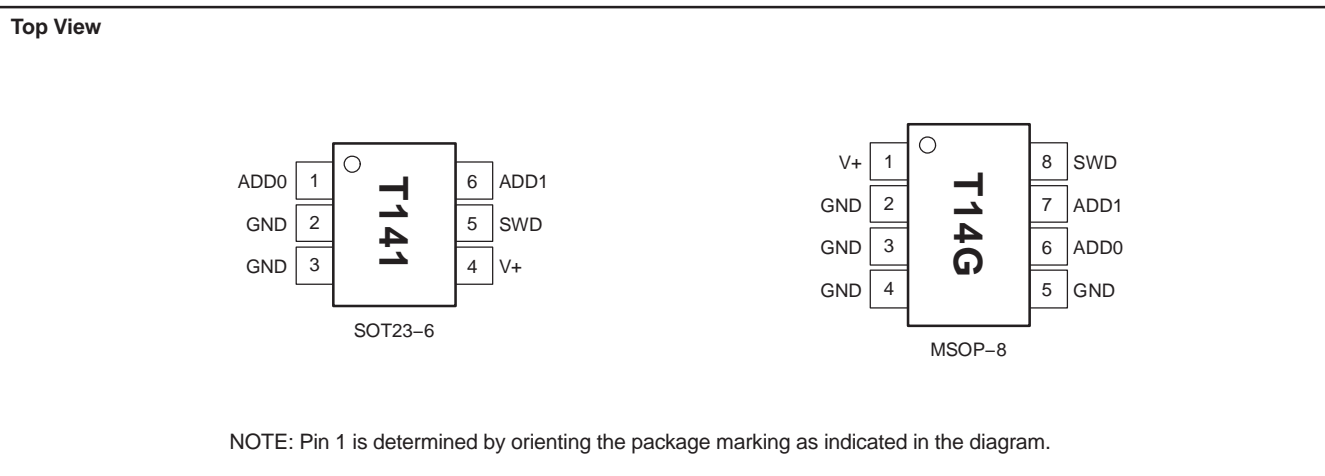 Top View
ADD0 1 T141 6 ADD1
GND 2 5 SWD
GND 3 4 V+
SOT23–6
V+ 1 T14G 8 SWD
GND 2 7 ADD1
GND 3 6 ADD0
GND 4 5 GND
MSOP–8
NOTE: Pin 1 is determined by orienting the package marking as indicated in the diagram.